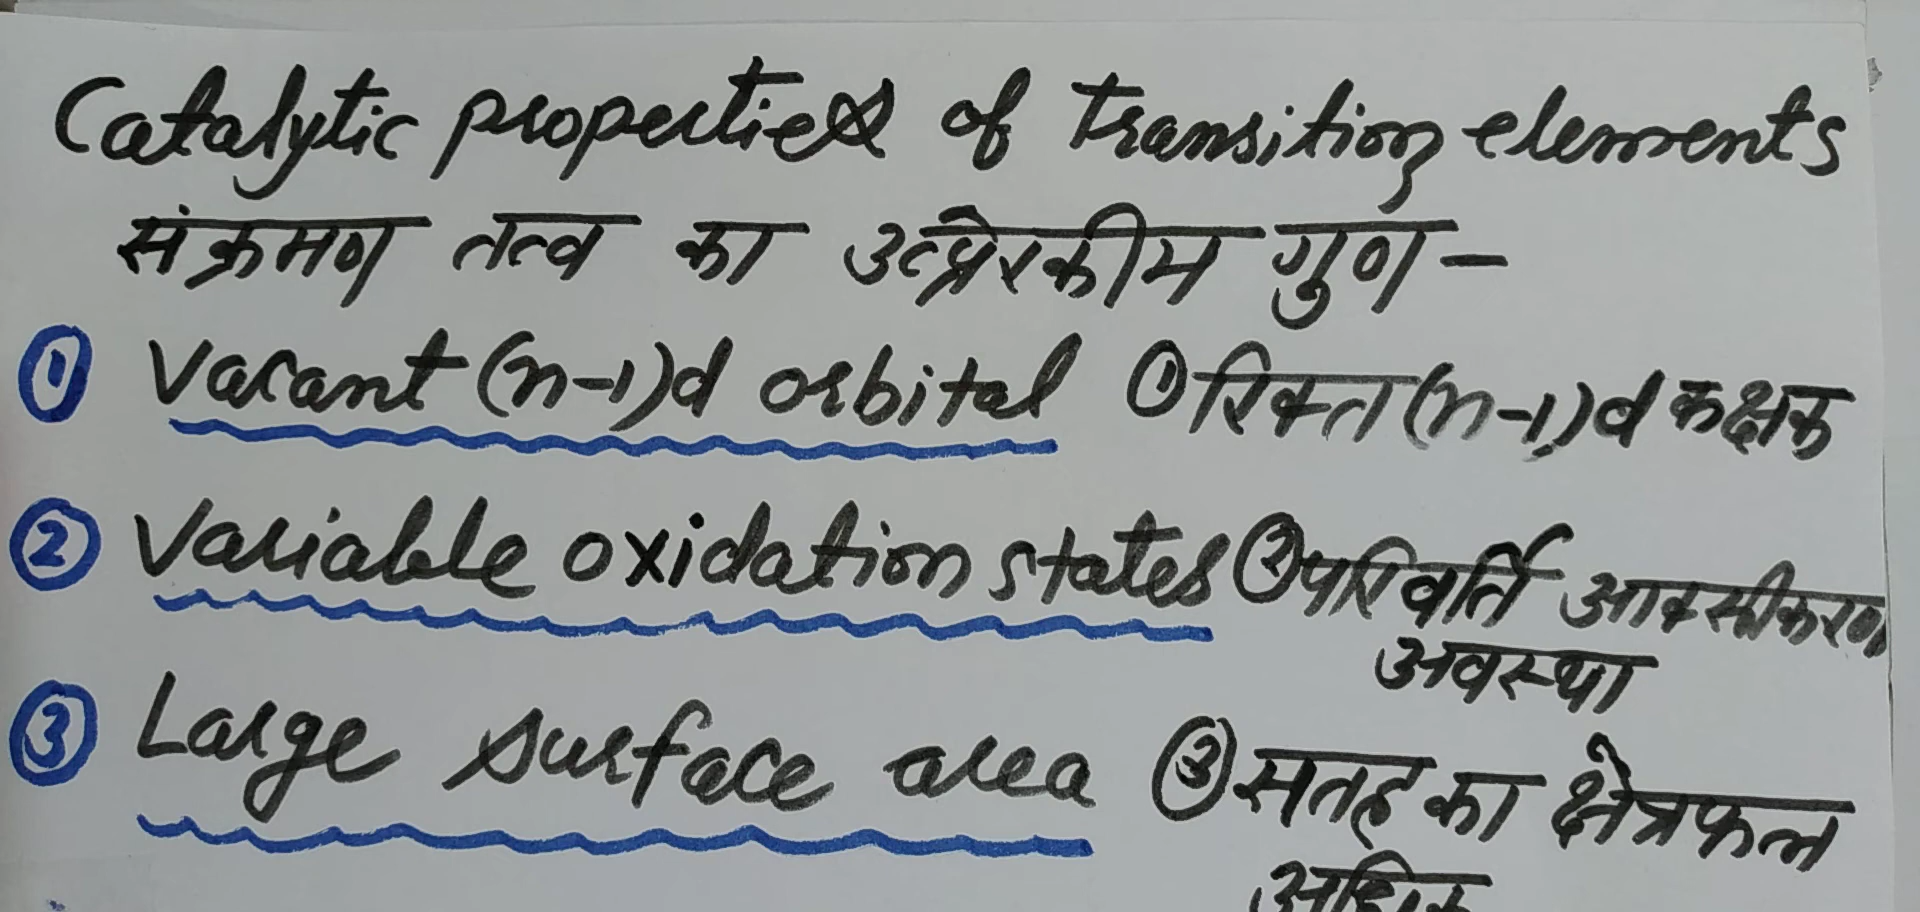 Catalytic properties of transition elements
संक्रमण तत्व का उत्प्रेरकीय गुण -
① Vacant (n-1)d orbital ① रिक्त (n-1)d कक्षक
② Variable oxidation states ② परिवर्ति आक्सीकरण
अवस्था
③ Large surface area ③ सतह का क्षेत्रफल
अधिक